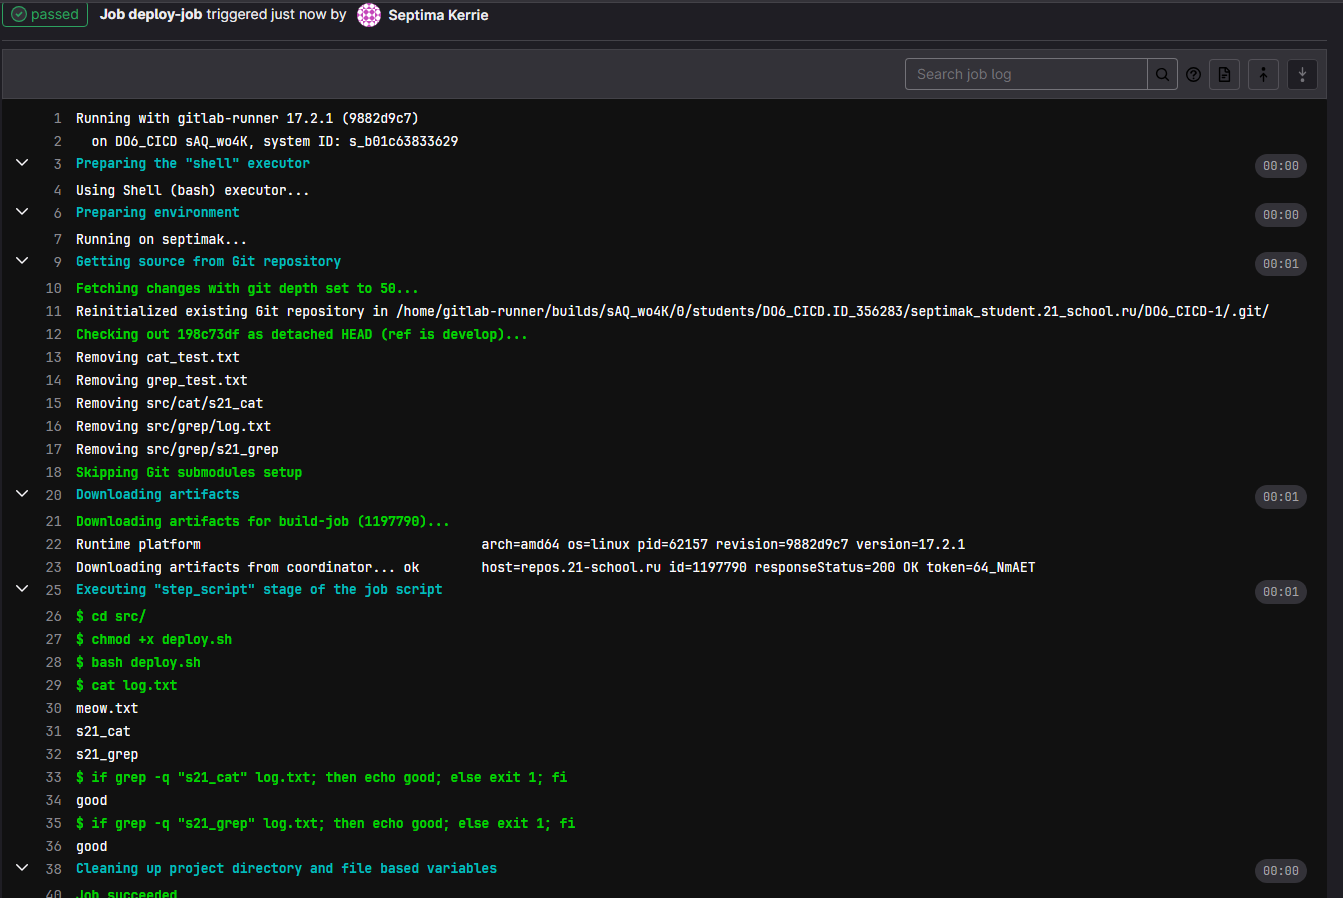 passed Job deploy-job triggered just now by Septima Kerrie
Search job log
1 Running with gitlab-runner 17.2.1 (9882d9c7)
2 on DO6_CICD sAQ_wo4K, system ID: s_b01c63833629
3 Preparing the "shell" executor 00:00
4 Using Shell (bash) executor...
6 Preparing environment 00:00
7 Running on septimak...
9 Getting source from Git repository 00:01
10 Fetching changes with git depth set to 50...
11 Reinitialized existing Git repository in /home/gitlab-runner/builds/sAQ_wo4K/0/students/DO6_CICD.ID_356283/septimak_student.21_school.ru/DO6_CICD-1/.git/
12 Checking out 198c73df as detached HEAD (ref is develop)...
13 Removing cat_test.txt
14 Removing grep_test.txt
15 Removing src/cat/s21_cat
16 Removing src/grep/log.txt
17 Removing src/grep/s21_grep
18 Skipping Git submodules setup
20 Downloading artifacts 00:01
21 Downloading artifacts for build-job (1197790)...
22 Runtime platform arch=amd64 os=linux pid=62157 revision=9882d9c7 version=17.2.1
23 Downloading artifacts from coordinator... ok host=repos.21-school.ru id=1197790 responseStatus=200 OK token=64_NmAET
25 Executing "step_script" stage of the job script 00:01
26 $ cd src/
27 $ chmod +x deploy.sh
28 $ bash deploy.sh
29 $ cat log.txt
30 meow.txt
31 s21_cat
32 s21_grep
33 $ if grep -q "s21_cat" log.txt; then echo good; else exit 1; fi
34 good
35 $ if grep -q "s21_grep" log.txt; then echo good; else exit 1; fi
36 good
38 Cleaning up project directory and file based variables 00:00
40 Job succeeded